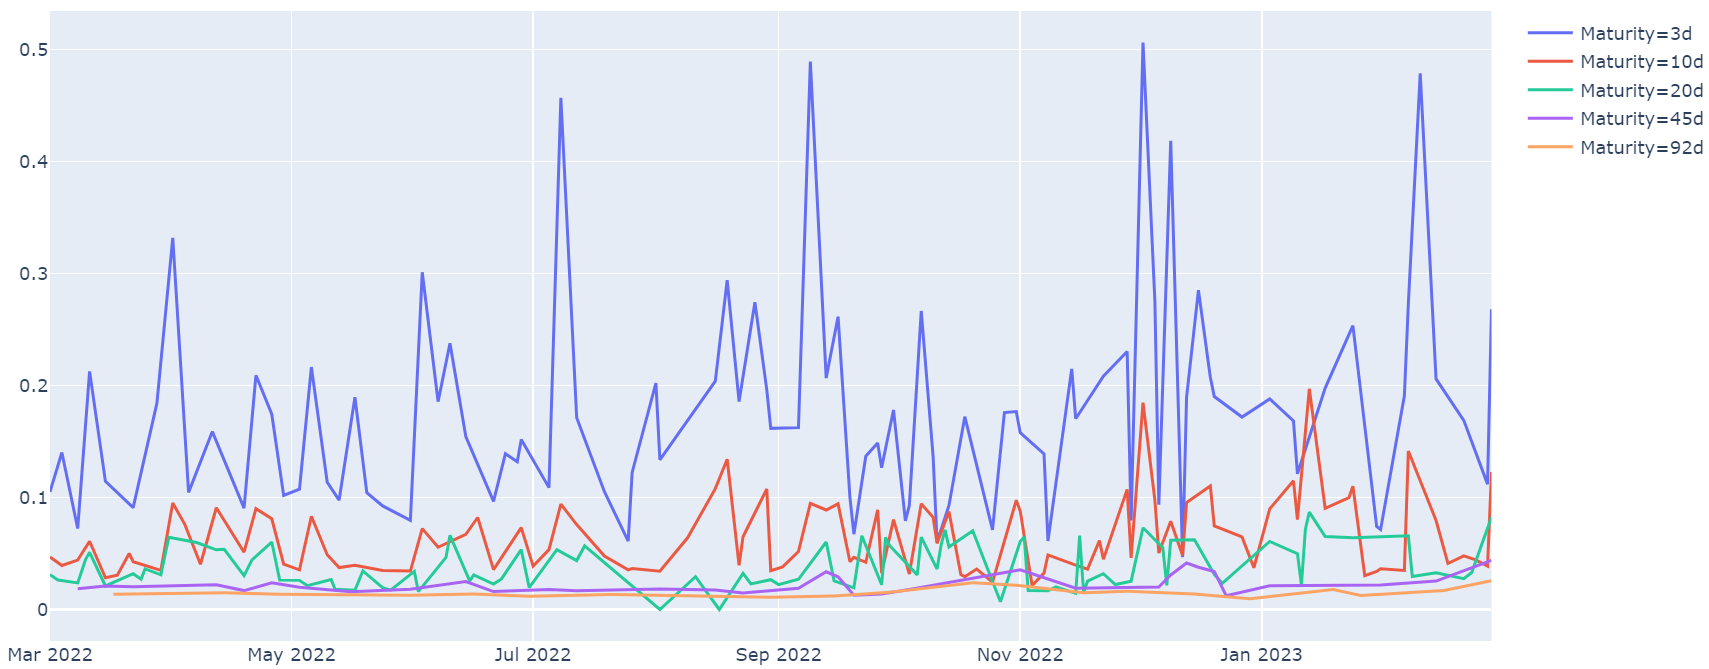 0.5
0.4
0.3
0.2
0.1
0
Mar 2022
May 2022
Jul 2022
Sep 2022
Nov 2022
Jan 2023
Maturity=3d
Maturity=10d
Maturity=20d
Maturity=45d
Maturity=92d